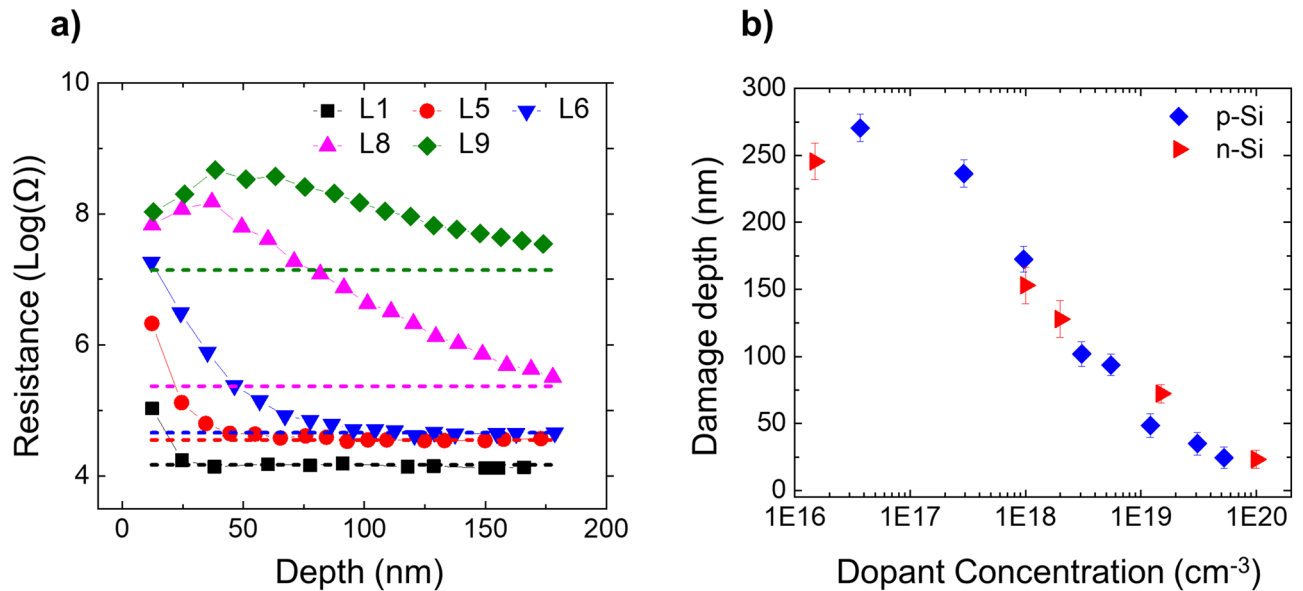 a)
10
8
6
4
Resistance (Log(Ω))
L1 L5 L6
L8 L9
0 50 100 150 200
Depth (nm)
b)
300
250
200
150
100
50
0
Damage depth (nm)
p-Si
n-Si
1E16 1E17 1E18 1E19 1E20
Dopant Concentration (cm⁻³)